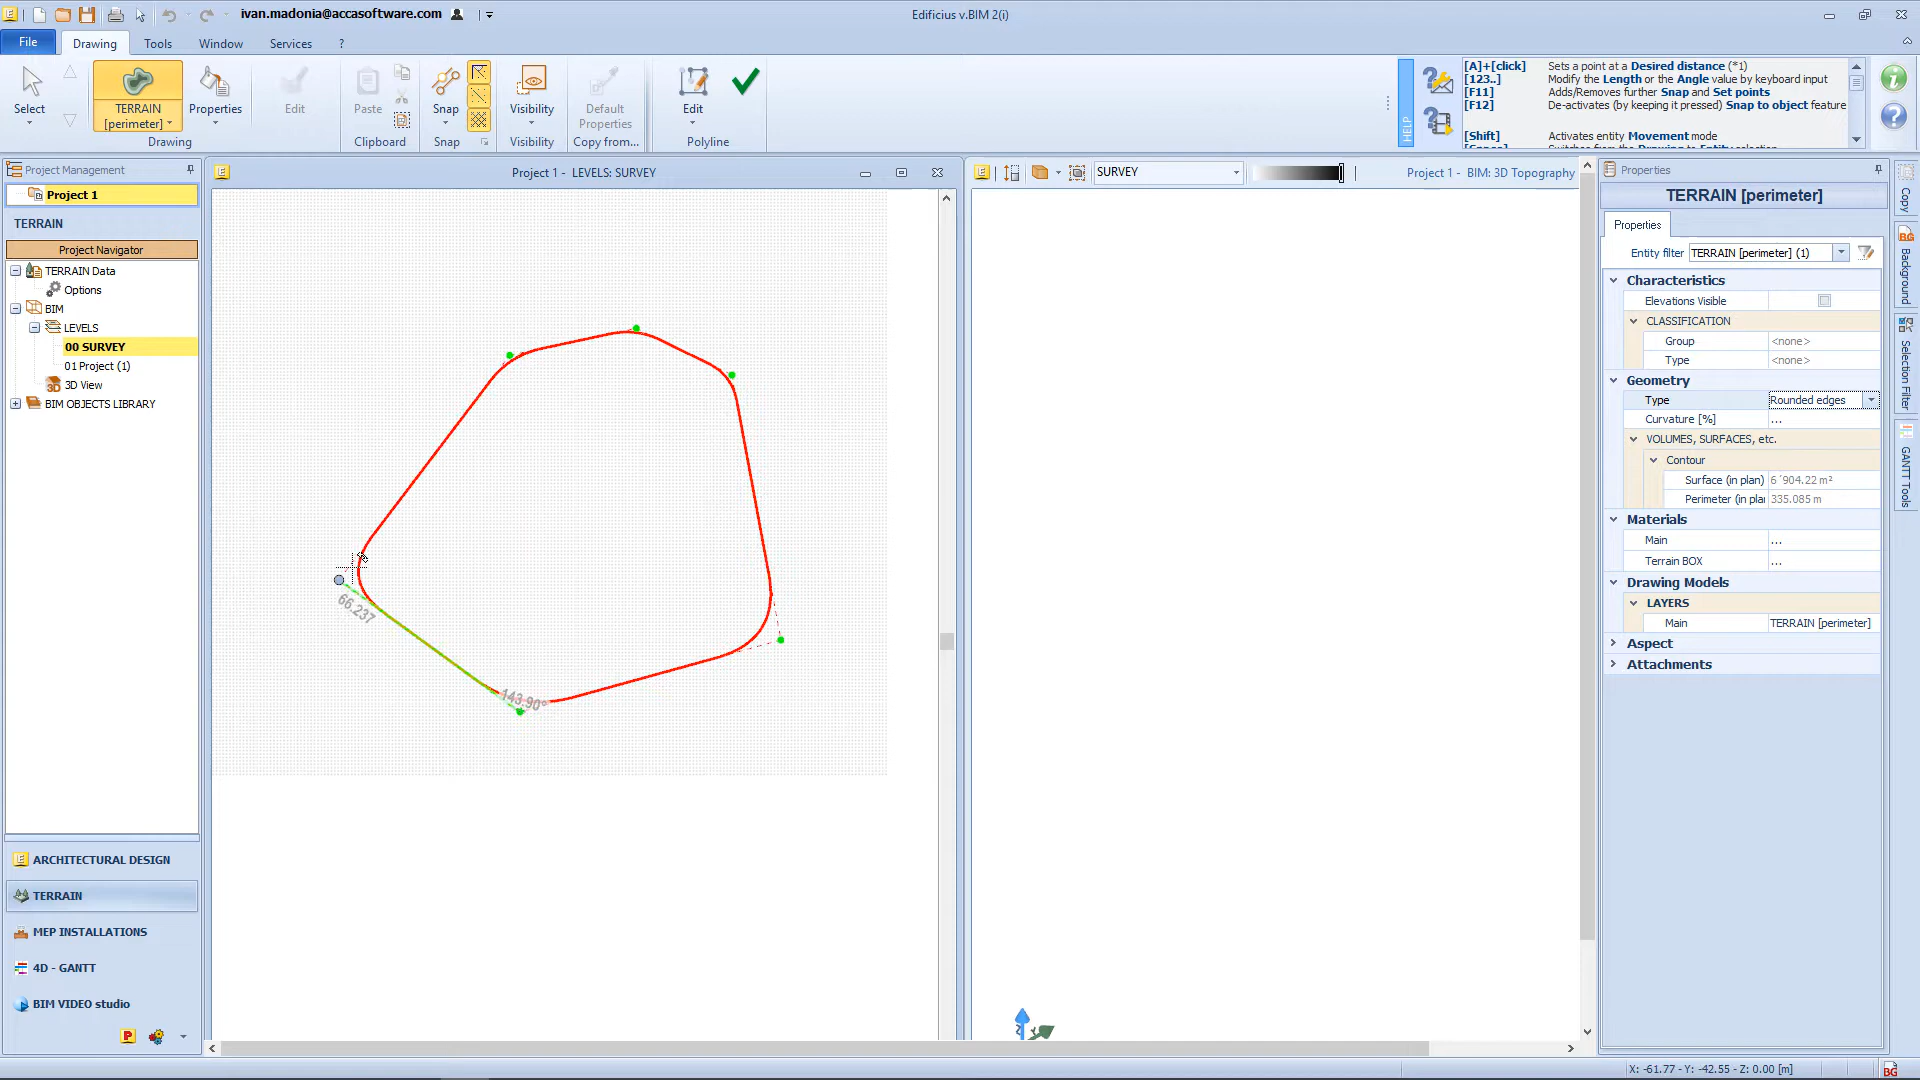 ivan.madonia@accasoftware.com
Edificius v.BIM 2(i)
File
Drawing
Tools
Window
Services
?
Select
TERRAIN
[perimeter]
Properties
Edit
Paste
Snap
Visibility
Default
Properties
Edit
Drawing
Clipboard
Snap
Visibility
Copy from...
Polyline
HELP
[A]+[click] Sets a point at a Desired distance (*1)
[123..] Modify the Length or the Angle value by keyboard input
[F11] Adds/Removes further Snap and Set points
[F12] De-activates (by keeping it pressed) Snap to object feature
[Shift] Activates entity Movement mode
Project Management
Project 1
TERRAIN
Project Navigator
TERRAIN Data
Options
BIM
LEVELS
00 SURVEY
01 Project (1)
3D View
BIM OBJECTS LIBRARY
ARCHITECTURAL DESIGN
TERRAIN
MEP INSTALLATIONS
4D - GANTT
BIM VIDEO studio
Project 1 - LEVELS: SURVEY
66.237
143.90°
SURVEY
Project 1 - BIM: 3D Topography
Properties
TERRAIN [perimeter]
Properties
Entity filter TERRAIN [perimeter] (1)
Characteristics
Elevations Visible
CLASSIFICATION
Group <none>
Type <none>
Geometry
Type Rounded edges
Curvature [%] ...
VOLUMES, SURFACES, etc.
Contour
Surface (in plan) 6´904.22 m²
Perimeter (in plan 335.085 m
Materials
Main ...
Terrain BOX ...
Drawing Models
LAYERS
Main TERRAIN [perimeter]
Aspect
Attachments
Copy
BG
Background
Selection Filter
GANTT Tools
X: -61.77 - Y: -42.55 - Z: 0.00 [m]
BG